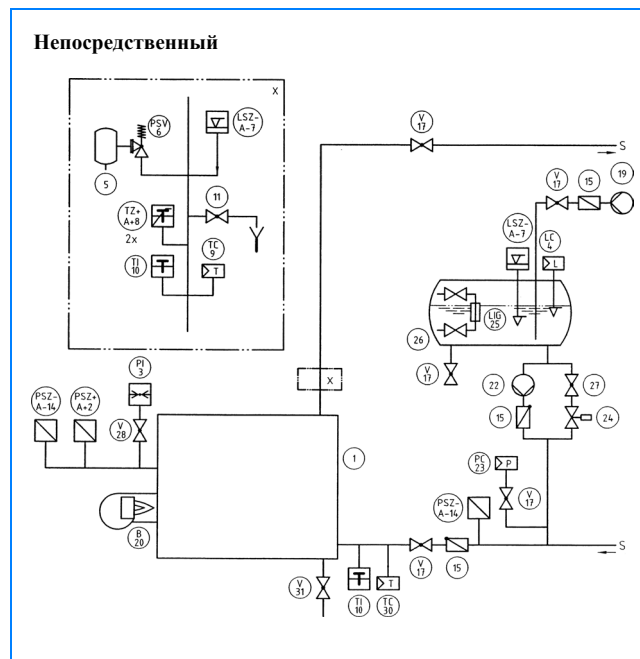 Непосредственный
X
PSV
6
LSZ-
A-7
5
11
TZ+
A+8
2x
TC
9
T
TI
10
V
17
S
V
17
15
19
LSZ-
A-7
LC
4
L
LIG
25
26
V
17
22
27
15
24
PI
3
PSZ-
A-14
PSZ+
A+2
V
28
X
1
PC
23
P
V
17
PSZ-
A-14
B
20
S
V
31
TI
10
TC
30
T
V
17
15